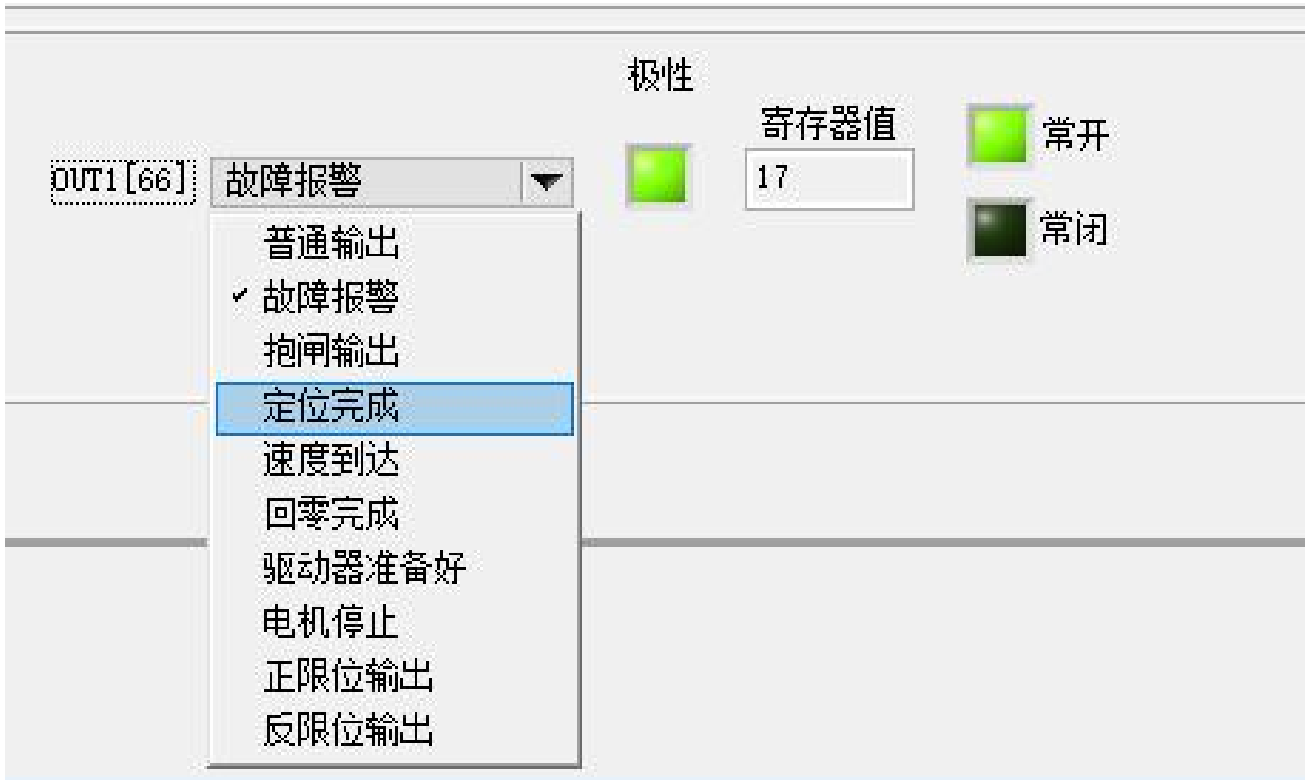 极性
寄存器值
常开
OUT1[66]
故障报警
17
常闭
普通输出
✓ 故障报警
抱闸输出
定位完成
速度到达
回零完成
驱动器准备好
电机停止
正限位输出
反限位输出